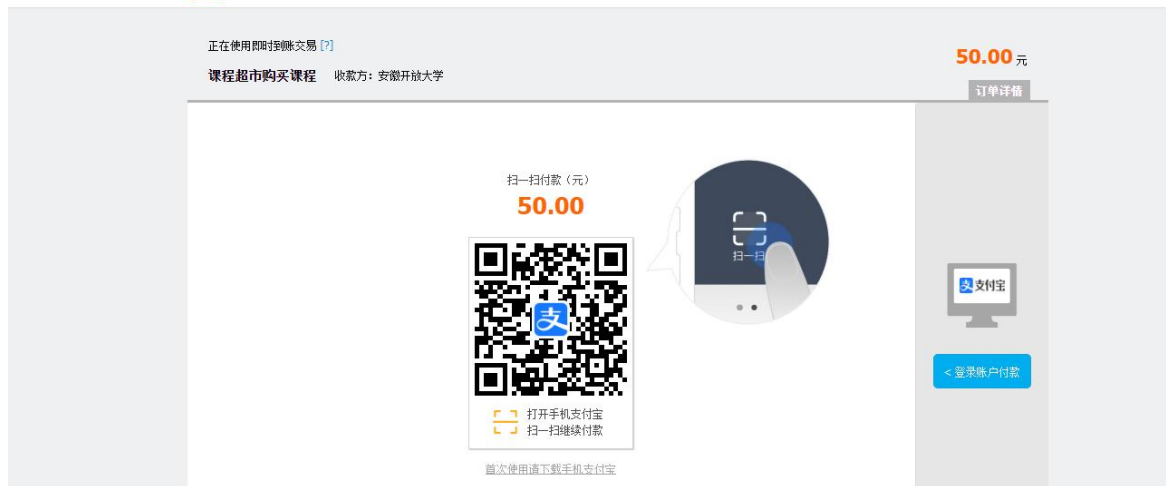 正在使用即时到账交易 [?]
课程超市购买课程 收款方：安徽开放大学
50.00 元
订单详情
扫一扫付款（元）
50.00
扫一扫
支
打开手机支付宝
扫一扫继续付款
首次使用请下载手机支付宝
支付宝
< 登录账户付款